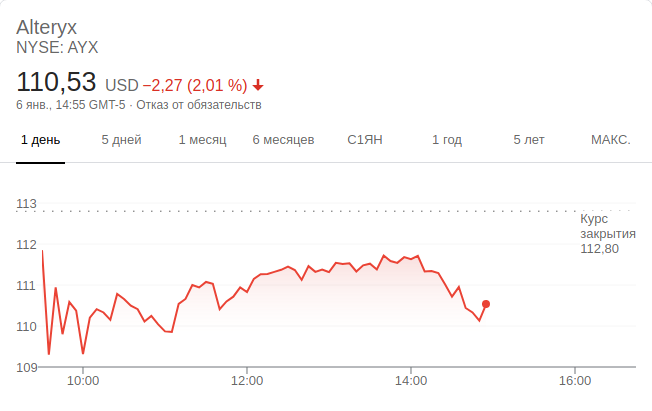 Alteryx
NYSE: AYX
110,53 USD −2,27 (2,01 %)
6 янв., 14:55 GMT-5 · Отказ от обязательств
1 день 5 дней 1 месяц 6 месяцев С1ЯН 1 год 5 лет МАКС.
113
Курс
закрытия
112,80
112
111
110
109
10:00 12:00 14:00 16:00